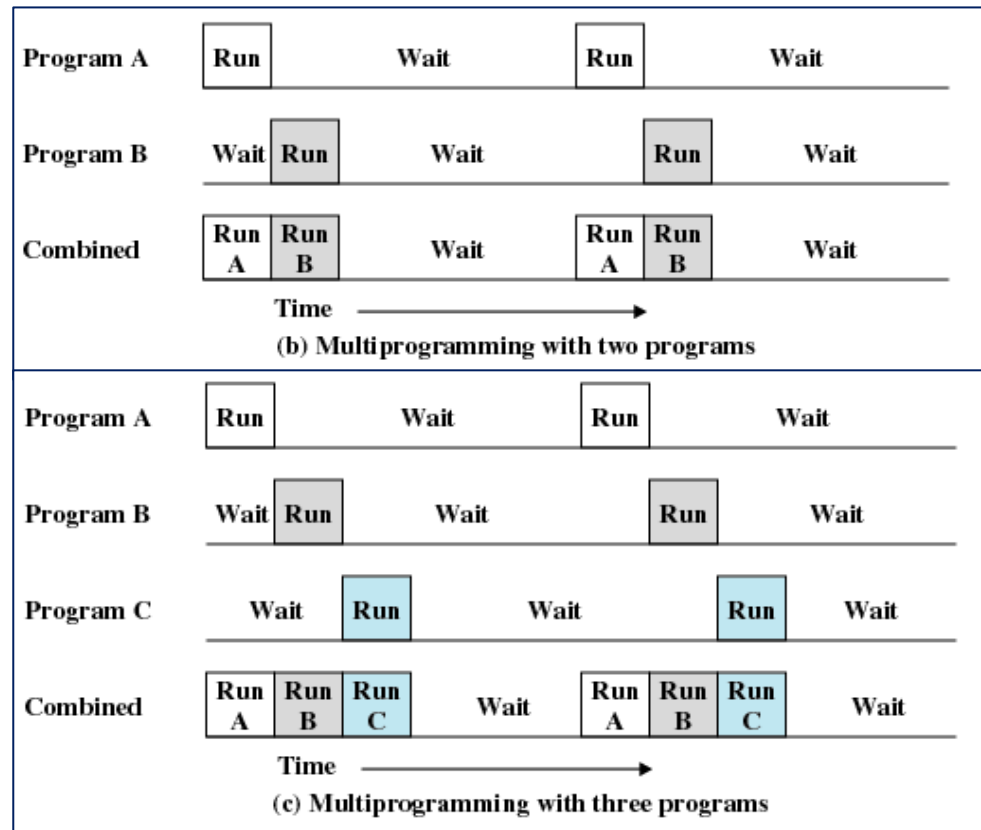 Program A Run Wait Run Wait
Program B Wait Run Wait Run Wait
Combined Run A Run B Wait Run A Run B Wait
Time
(b) Multiprogramming with two programs
Program A Run Wait Run Wait
Program B Wait Run Wait Run Wait
Program C Wait Run Wait Run Wait
Combined Run A Run B Run C Wait Run A Run B Run C Wait
Time
(c) Multiprogramming with three programs